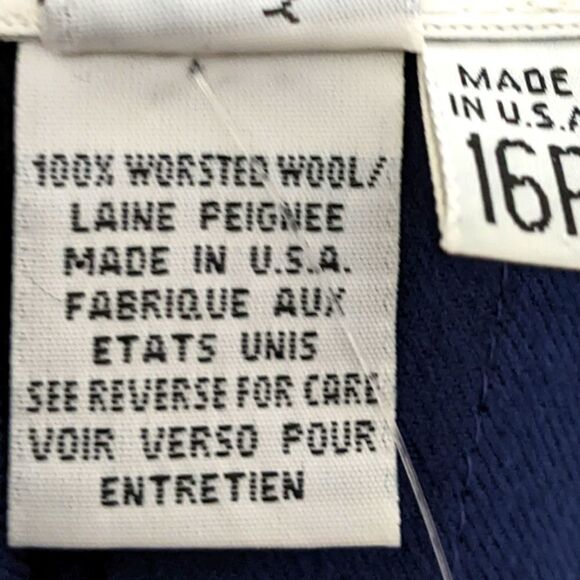 100% WORSTED WOOL/
LAINE PEIGNEE
MADE IN U.S.A.
FABRIQUE AUX
ETATS UNIS
SEE REVERSE FOR CARE
VOIR VERSO POUR
ENTRETIEN
MADE
IN U.S.A
16P